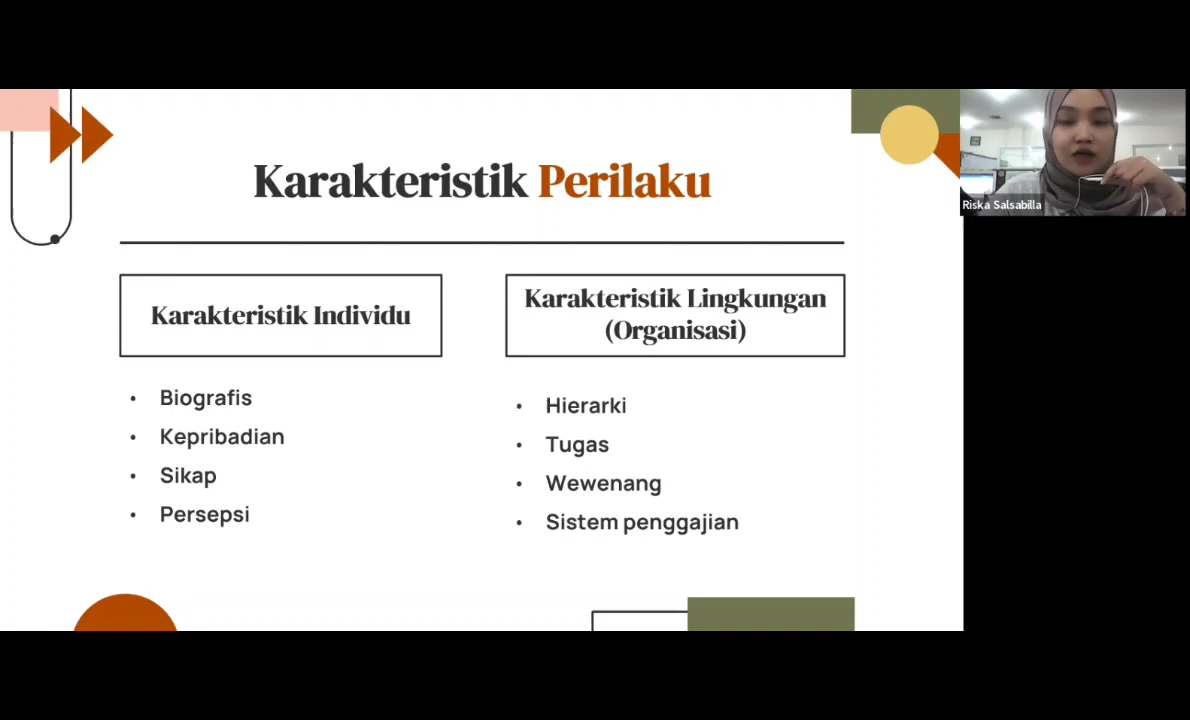 Karakteristik Perilaku
Riska Salsabilla
Karakteristik Individu
Biografis
Kepribadian
Sikap
Persepsi
Karakteristik Lingkungan
(Organisasi)
Hierarki
Tugas
Wewenang
Sistem penggajian